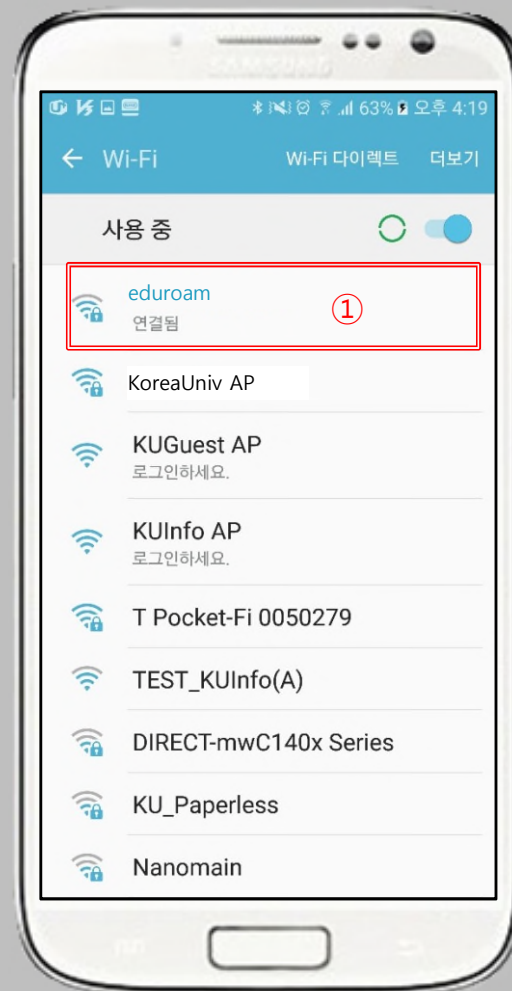 SAMSUNG
63% 오후 4:19
Wi-Fi Wi-Fi 다이렉트 더보기
사용 중
eduroam
①
연결됨
KoreaUniv AP
KUGuest AP
로그인하세요.
KUInfo AP
로그인하세요.
T Pocket-Fi 0050279
TEST_KUInfo(A)
DIRECT-mwC140x Series
KU_Paperless
Nanomain